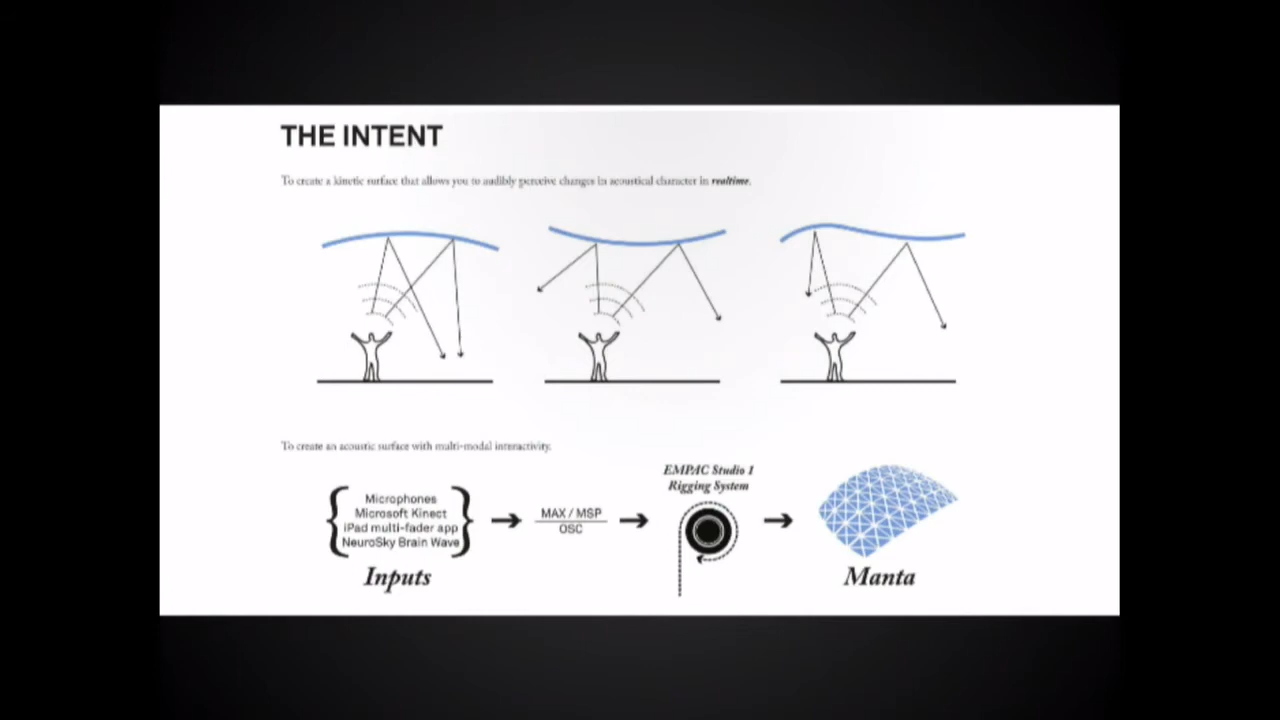 THE INTENT
To create a kinetic surface that allows you to audibly perceive changes in acoustical character in realtime.
To create an acoustic surface with multi-modal interactivity.
EMPAC Studio 1
Rigging System
Microphones
Microsoft Kinect
iPad multi-fader app
NeuroSky Brain Wave
MAX / MSP
OSC
Inputs
Manta